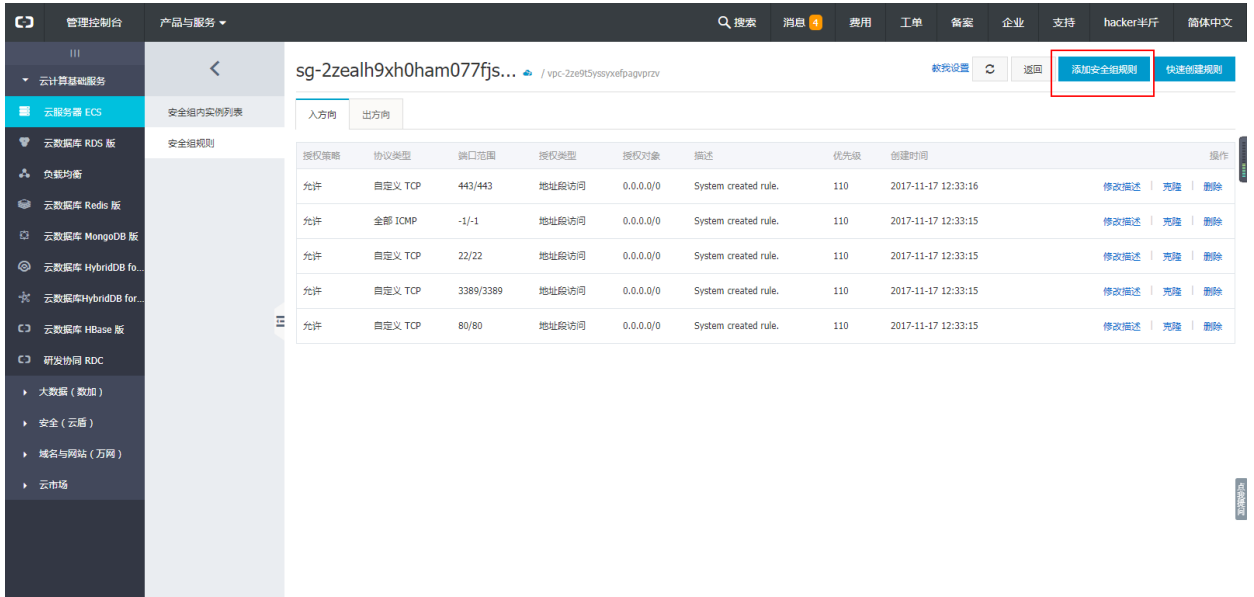 管理控制台 产品与服务 搜索 消息 4 费用 工单 备案 企业 支持 hacker半斤 简体中文
云计算基础服务
云服务器 ECS
云数据库 RDS 版
负载均衡
云数据库 Redis 版
云数据库 MongoDB 版
云数据库 HybridDB fo...
云数据库HybridDB for...
云数据库 HBase 版
研发协同 RDC
大数据（数加）
安全（云盾）
域名与网站（万网）
云市场
安全组内实例列表
安全组规则
sg-2zealh9xh0ham077fjs... / vpc-2ze9t5yssyxefpagvprzv
教我设置 返回 添加安全组规则 快速创建规则
入方向 出方向
授权策略 协议类型 端口范围 授权类型 授权对象 描述 优先级 创建时间 操作
允许 自定义 TCP 443/443 地址段访问 0.0.0.0/0 System created rule. 110 2017-11-17 12:33:16 修改描述 克隆 删除
允许 全部 ICMP -1/-1 地址段访问 0.0.0.0/0 System created rule. 110 2017-11-17 12:33:15 修改描述 克隆 删除
允许 自定义 TCP 22/22 地址段访问 0.0.0.0/0 System created rule. 110 2017-11-17 12:33:15 修改描述 克隆 删除
允许 自定义 TCP 3389/3389 地址段访问 0.0.0.0/0 System created rule. 110 2017-11-17 12:33:15 修改描述 克隆 删除
允许 自定义 TCP 80/80 地址段访问 0.0.0.0/0 System created rule. 110 2017-11-17 12:33:15 修改描述 克隆 删除
点我提问